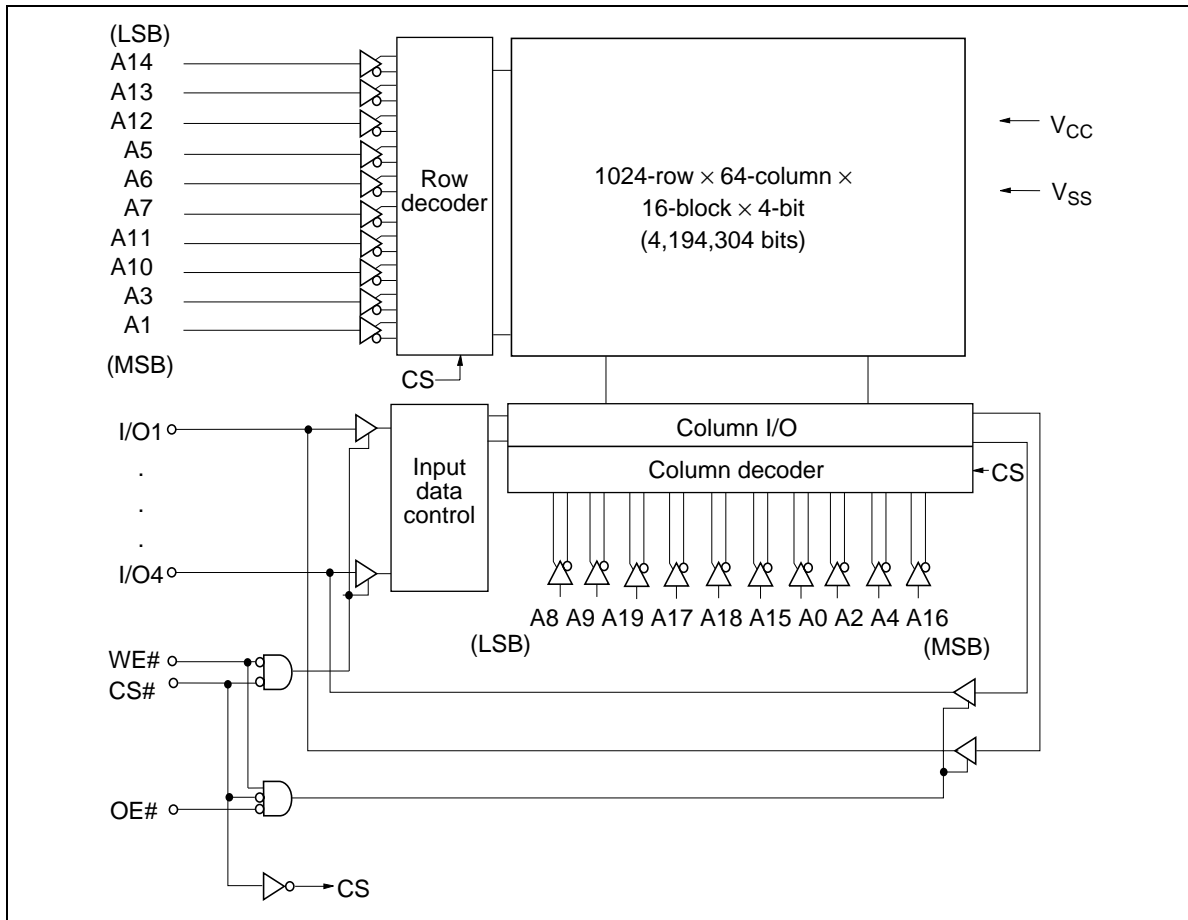 (LSB)
A14
A13
A12
A5
A6
A7
A11
A10
A3
A1
(MSB)
Row
decoder
CS
1024-row × 64-column ×
16-block × 4-bit
(4,194,304 bits)
VCC
VSS
I/O1
.
.
.
I/O4
Input
data
control
Column I/O
Column decoder
CS
A8 A9 A19 A17 A18 A15 A0 A2 A4 A16
(LSB) (MSB)
WE#
CS#
OE#
CS